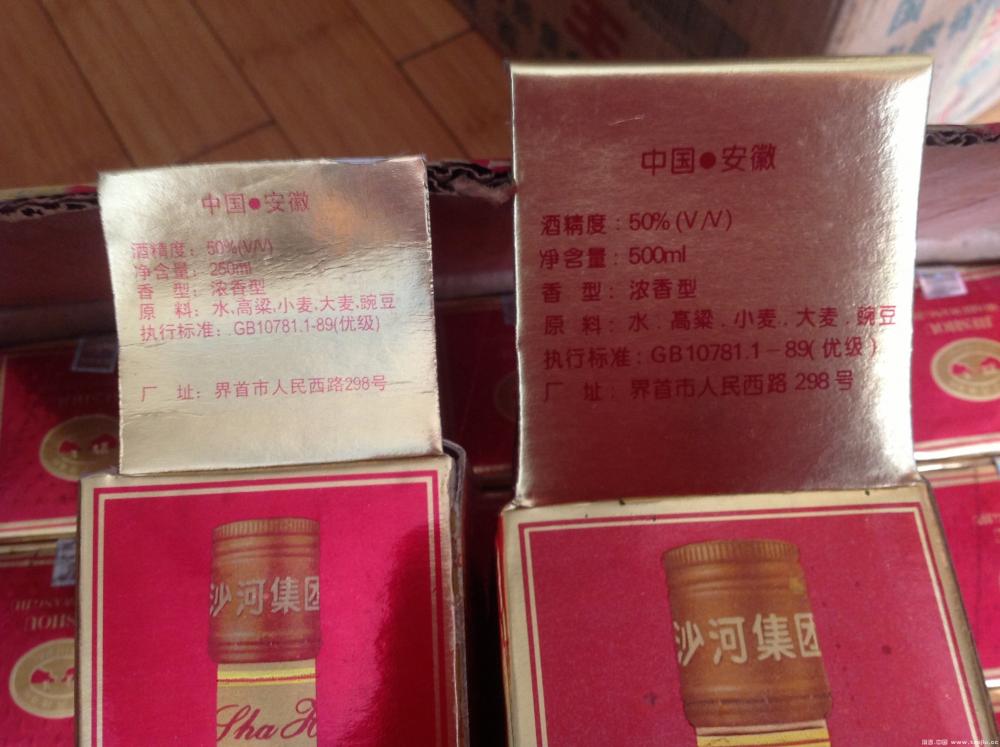 中国●安徽
酒精度：50%(V/V)
净含量：250ml
香　型：浓香型
原　料：水,高粱,小麦,大麦,豌豆
执行标准：GB10781.1-89(优级)
厂　址：界首市人民西路298号
沙河集团
Sha H
中国●安徽
酒精度：50%(V/V)
净含量：500ml
香　型：浓香型
原　料：水．高粱．小麦．大麦．豌豆
执行标准：GB10781.1－89(优级)
厂　址：界首市人民西路 298 号
沙河集团